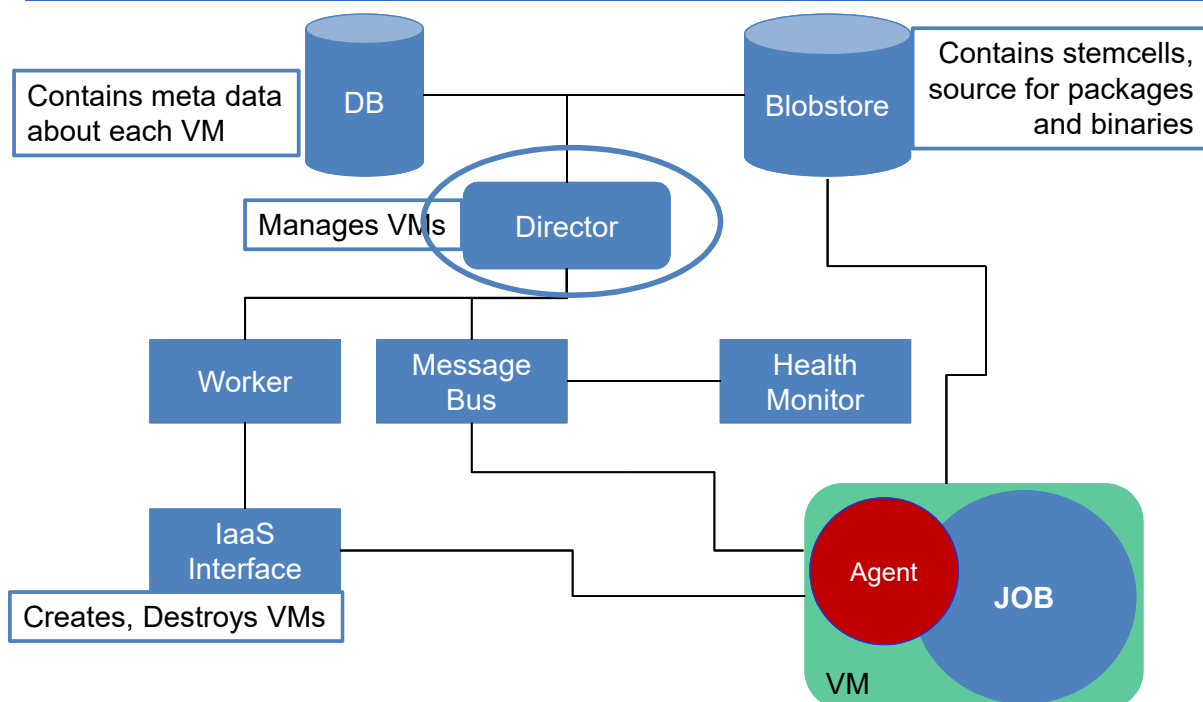 DB
Blobstore
Contains meta data
about each VM
Contains stemcells,
source for packages
and binaries
Manages VMs
Director
Worker
Message
Bus
Health
Monitor
IaaS
Interface
Creates, Destroys VMs
Agent
JOB
VM